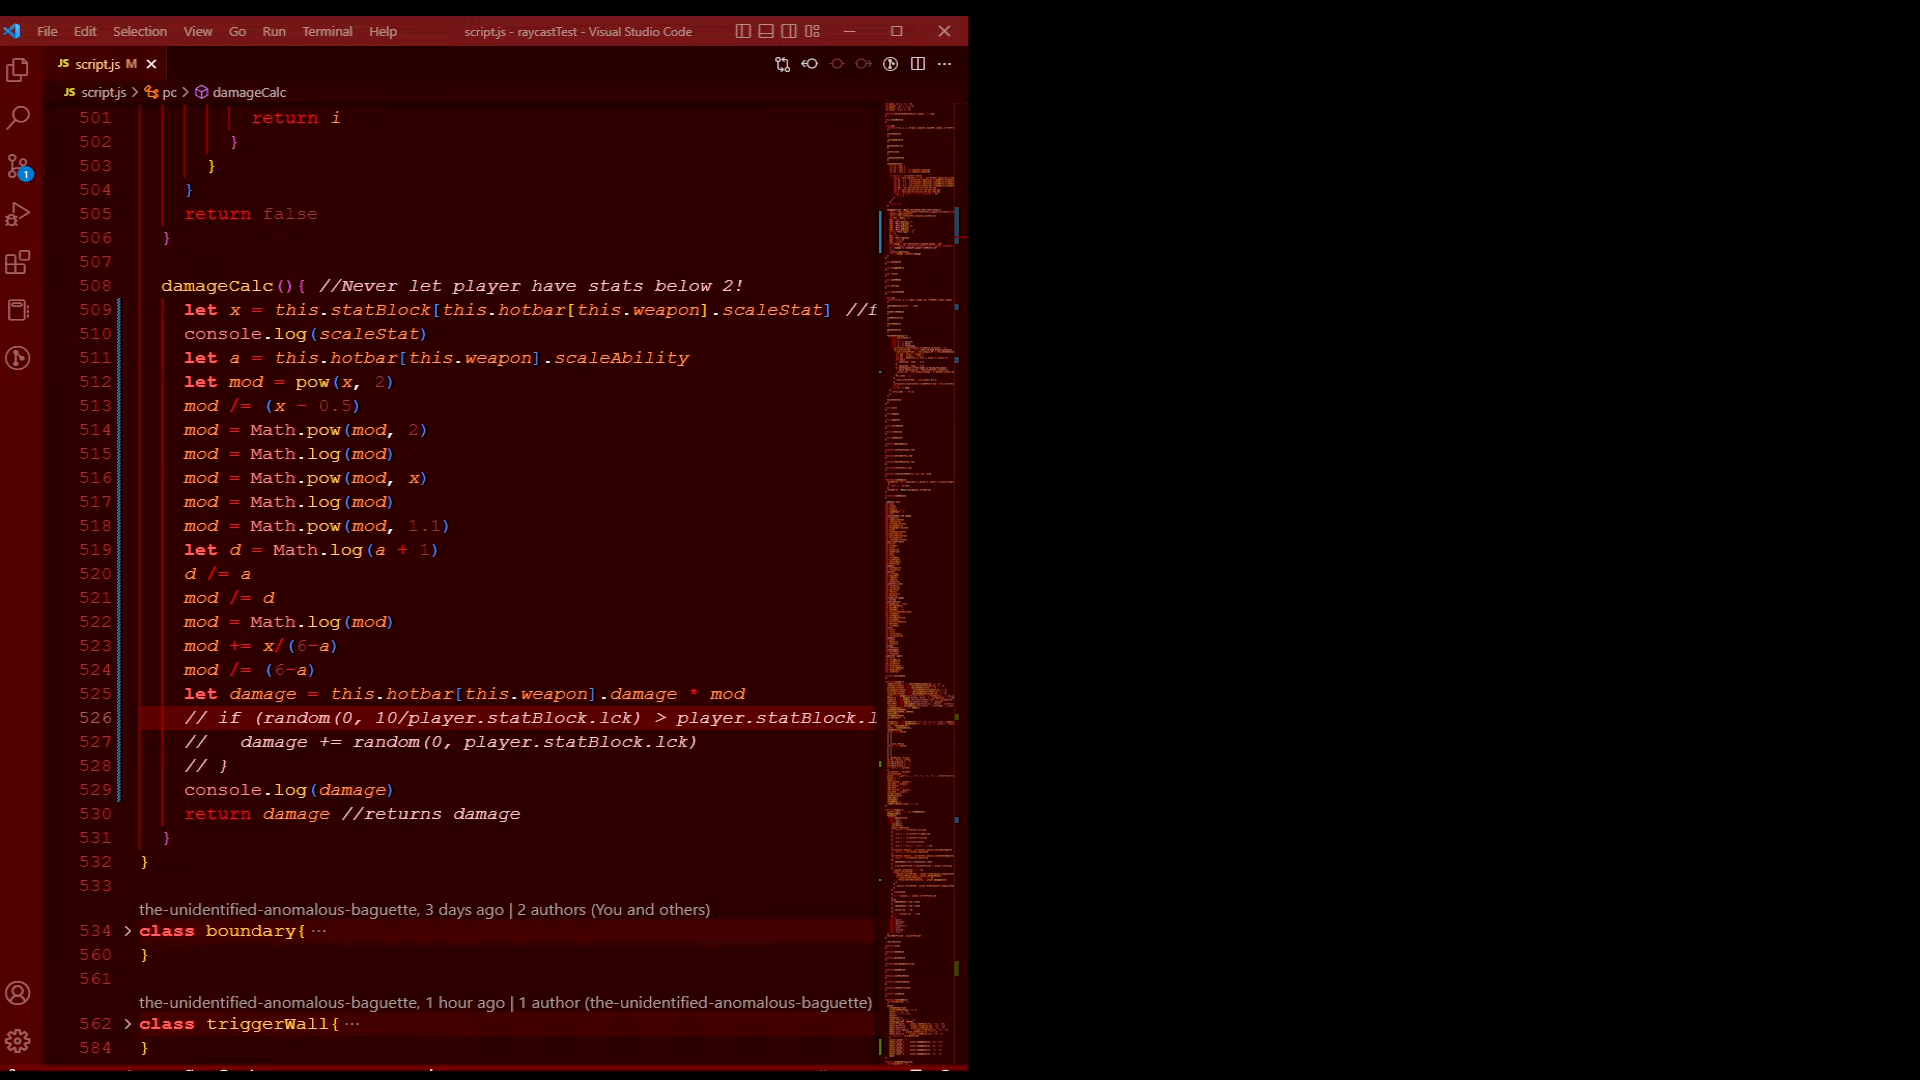 File Edit Selection View Go Run Terminal Help script.js - raycastTest - Visual Studio Code
JS script.js M
JS script.js > pc > damageCalc
501 return i
502 }
503 }
504 }
505 return false
506 }
507
508 damageCalc(){ //Never let player have stats below 2!
509 let x = this.statBlock[this.hotbar[this.weapon].scaleStat] //f
510 console.log(scaleStat)
511 let a = this.hotbar[this.weapon].scaleAbility
512 let mod = pow(x, 2)
513 mod /= (x - 0.5)
514 mod = Math.pow(mod, 2)
515 mod = Math.log(mod)
516 mod = Math.pow(mod, x)
517 mod = Math.log(mod)
518 mod = Math.pow(mod, 1.1)
519 let d = Math.log(a + 1)
520 d /= a
521 mod /= d
522 mod = Math.log(mod)
523 mod += x/(6-a)
524 mod /= (6-a)
525 let damage = this.hotbar[this.weapon].damage * mod
526 // if (random(0, 10/player.statBlock.lck) > player.statBlock.l
527 // damage += random(0, player.statBlock.lck)
528 // }
529 console.log(damage)
530 return damage //returns damage
531 }
532 }
533
the-unidentified-anomalous-baguette, 3 days ago | 2 authors (You and others)
534 > class boundary{ ...
560 }
561
the-unidentified-anomalous-baguette, 1 hour ago | 1 author (the-unidentified-anomalous-baguette)
562 > class triggerWall{ ...
584 }
1